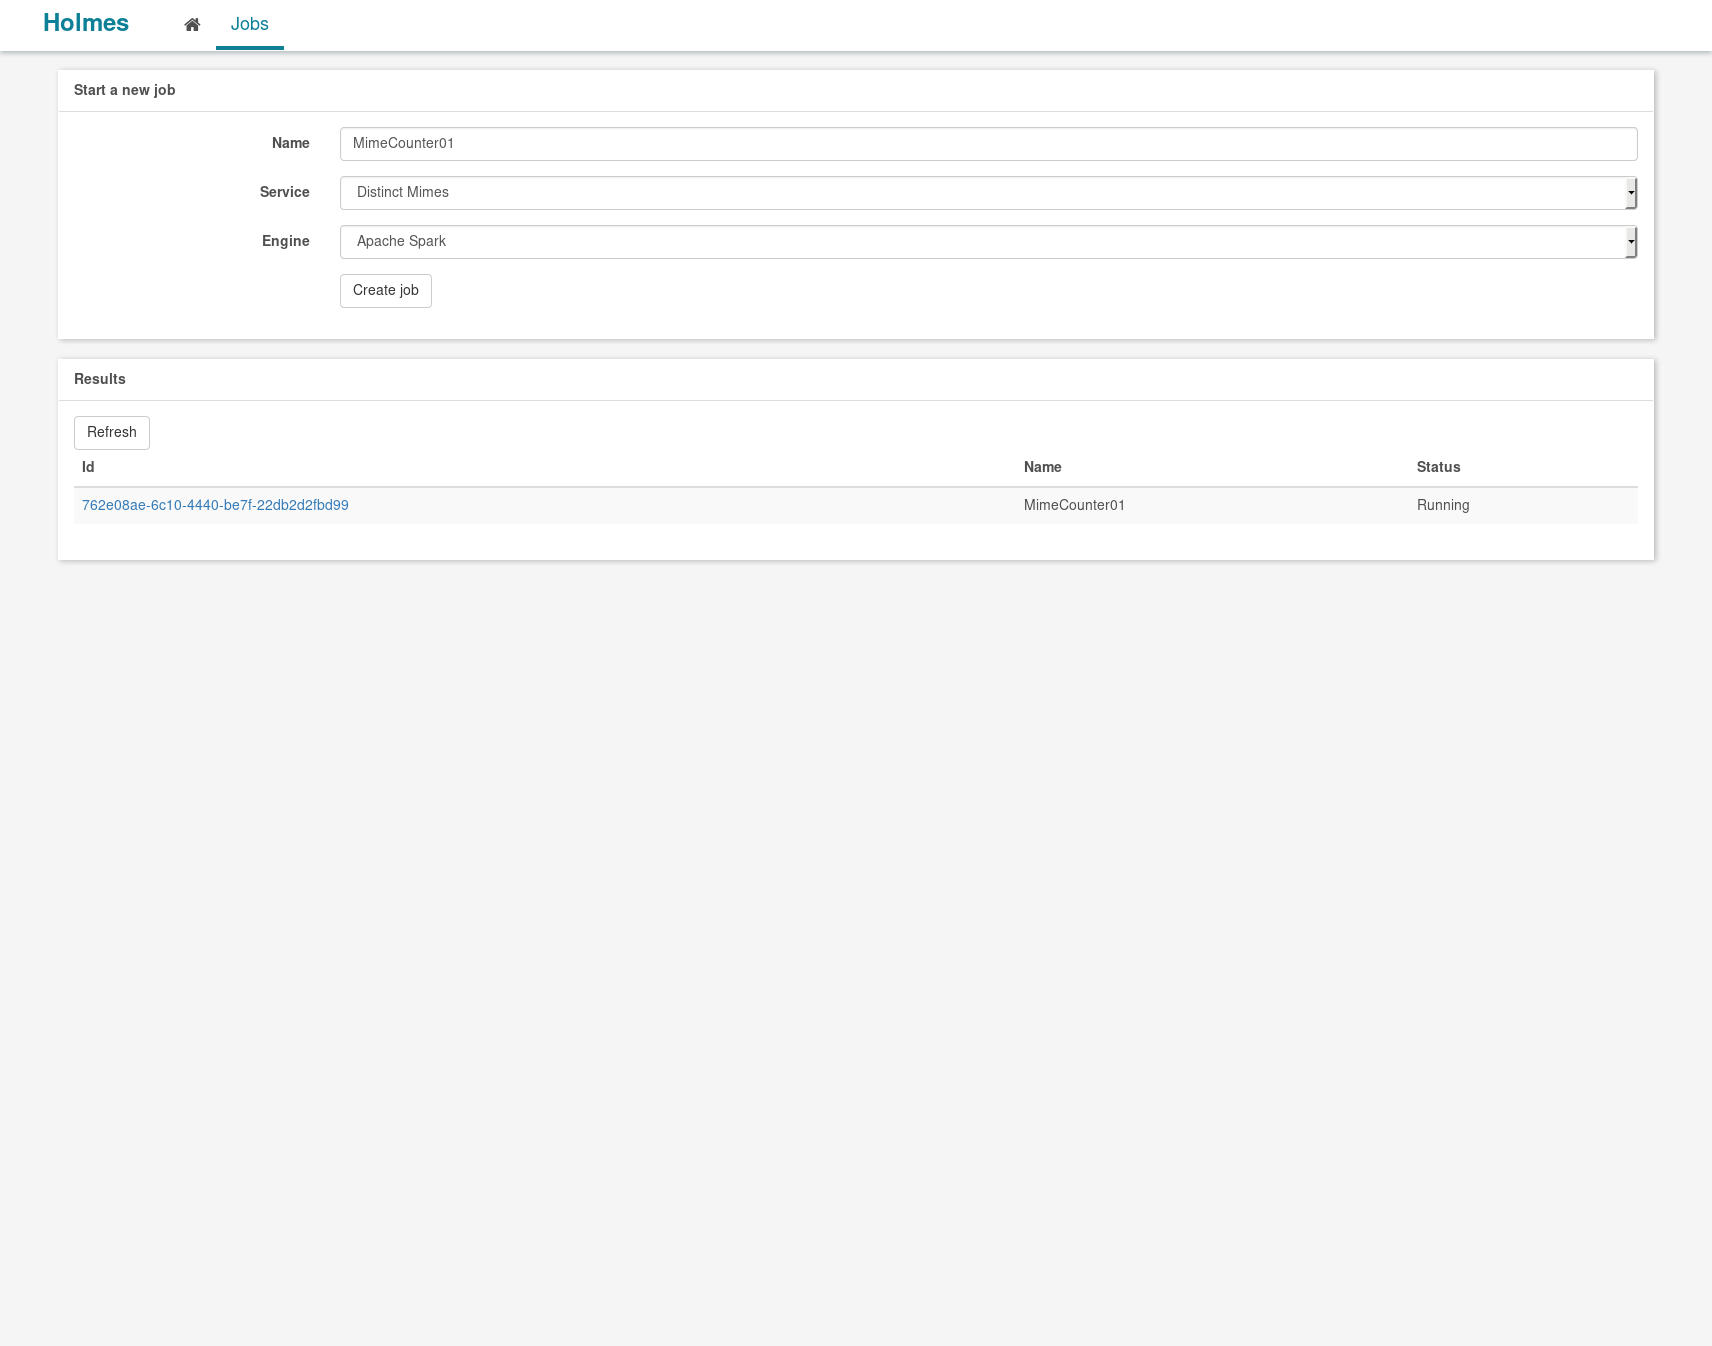 Holmes Jobs
Start a new job
Name MimeCounter01
Service Distinct Mimes
Engine Apache Spark
Create job
Results
Refresh
Id Name Status
762e08ae-6c10-4440-be7f-22db2d2fbd99 MimeCounter01 Running